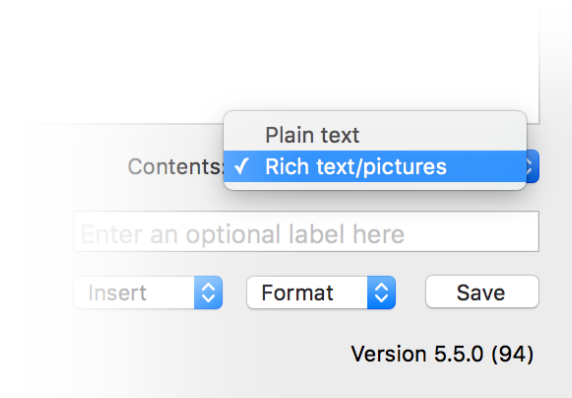 Plain text
Contents: ✓ Rich text/pictures
Enter an optional label here
Insert Format Save
Version 5.5.0 (94)